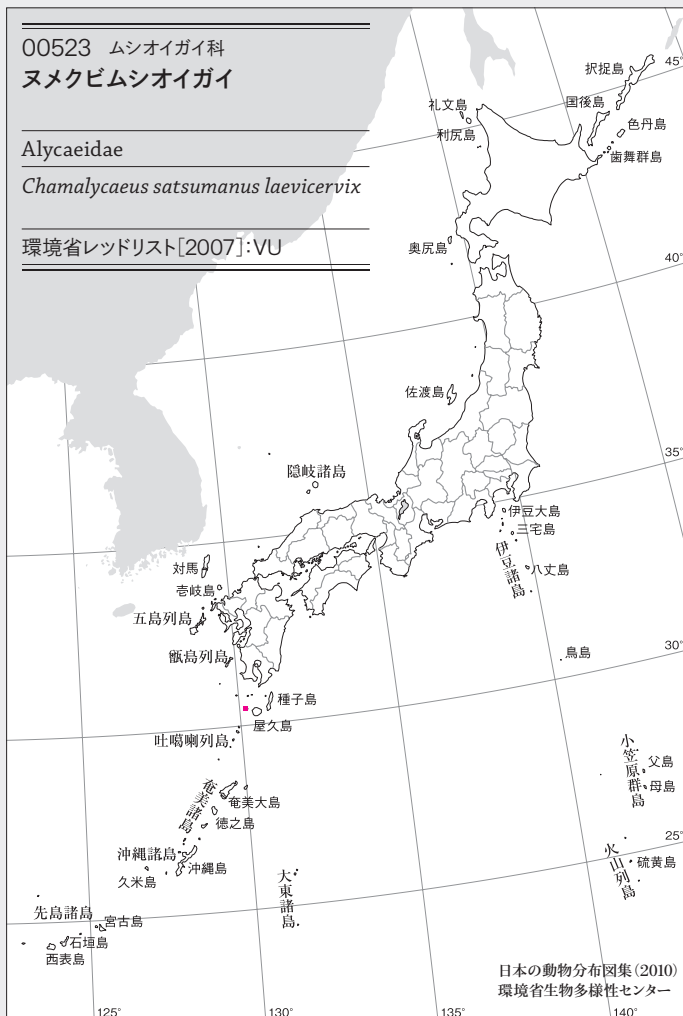 00523 ムシオイガイ科
ヌメクビムシオイガイ
Alycaeidae
Chamalycaeus satsumanus laevicervix
環境省レッドリスト[2007]:VU
択捉島
45°
国後島
礼文島
色丹島
利尻島
歯舞群島
奥尻島
40°
佐渡島
35°
隠岐諸島
伊豆大島
三宅島
伊豆諸島
八丈島
対馬
壱岐島
五島列島
甑島列島
鳥島
30°
種子島
屋久島
吐噶喇列島
小笠原群島
父島
母島
奄美諸島
奄美大島
徳之島
25°
沖縄諸島
沖縄島
久米島
火山列島
硫黄島
大東諸島
先島諸島
宮古島
石垣島
西表島
日本の動物分布図集(2010)
環境省生物多様性センター
125°
130°
135°
140°